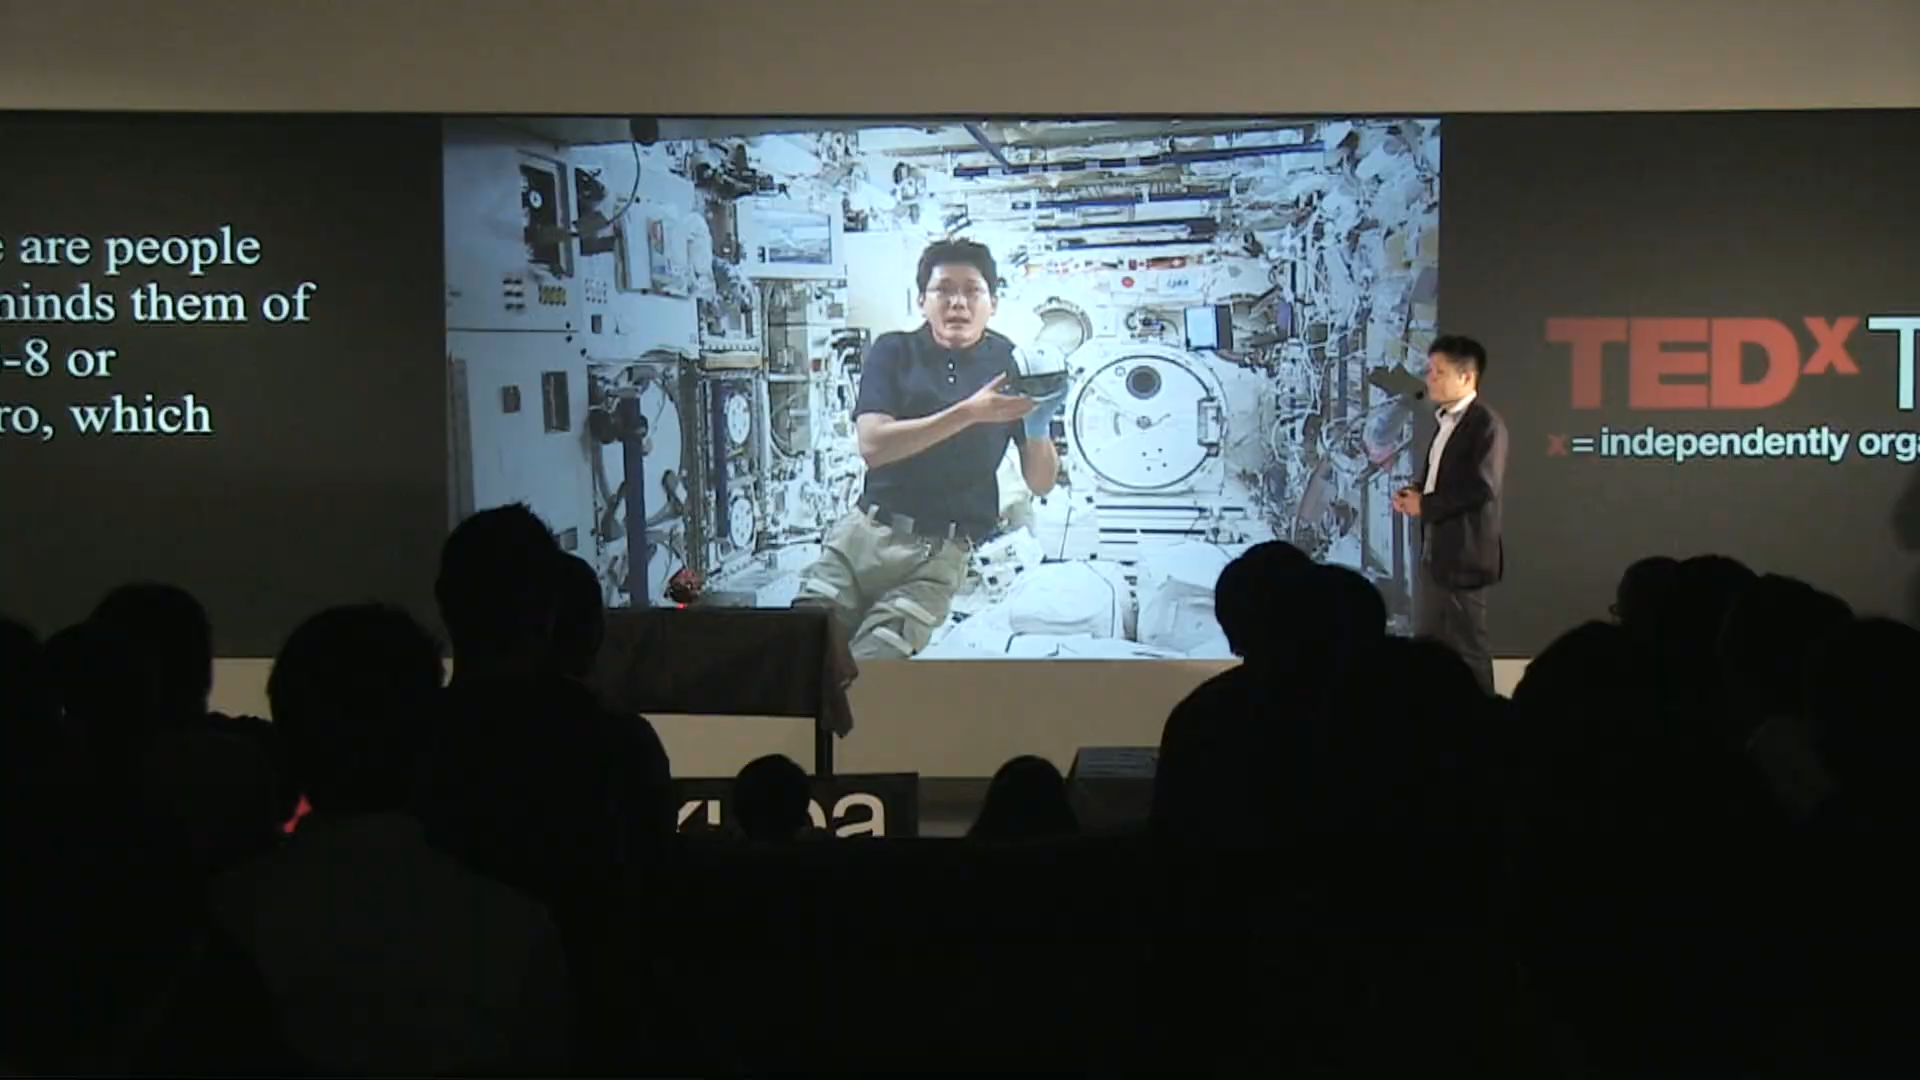 are people
minds them of
-8 or
ro, which
TEDx T
x = independently orga